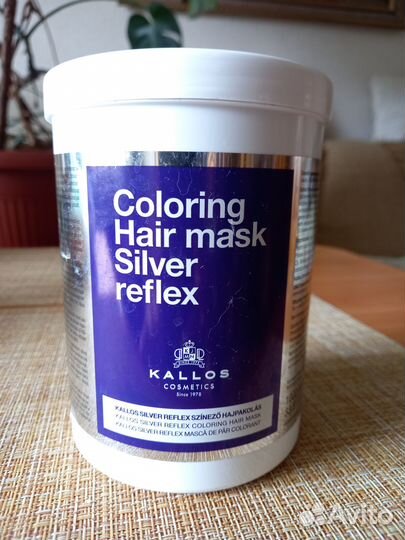 Coloring
Hair mask
Silver
reflex
KALLOS
COSMETICS
Since 1978
KALLOS SILVER REFLEX SZÍNEZŐ HAJPAKOLÁS
KALLOS SILVER REFLEX COLORING HAIR MASK
KALLOS SILVER REFLEX MASCĂ DE PĂR COLORANT
Avito